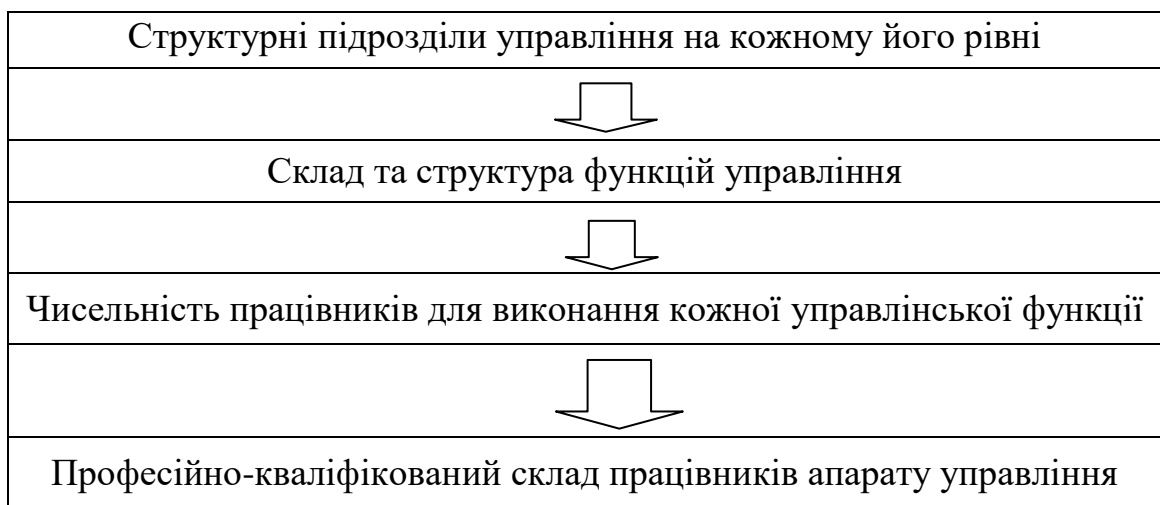 Структурні підрозділи управління на кожному його рівні
Склад та структура функцій управління
Чисельність працівників для виконання кожної управлінської функції
Професійно-кваліфікований склад працівників апарату управління